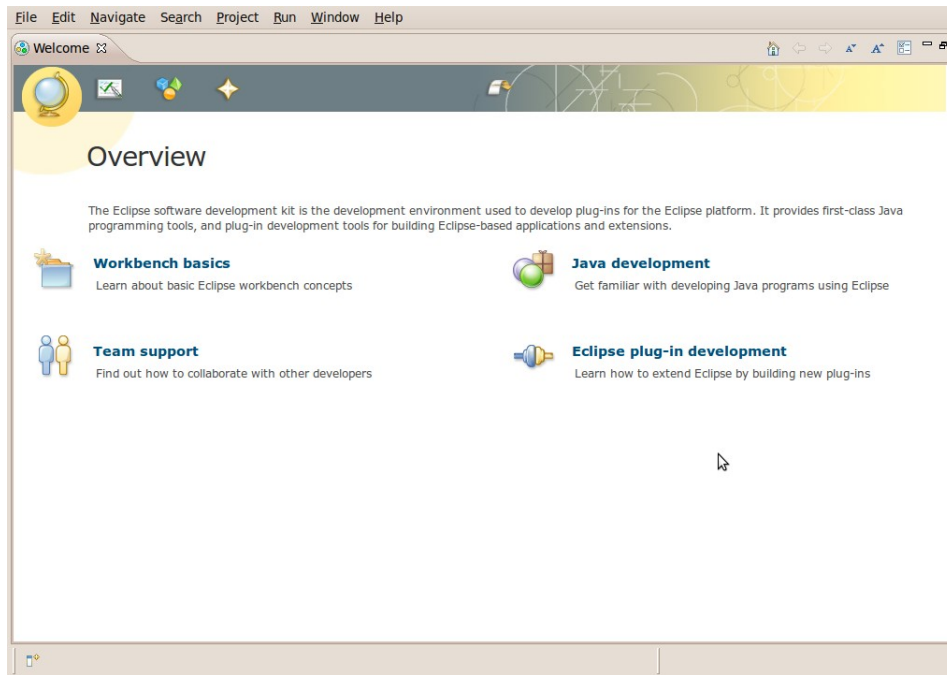 File Edit Navigate Search Project Run Window Help
Welcome
Overview
The Eclipse software development kit is the development environment used to develop plug-ins for the Eclipse platform. It provides first-class Java
programming tools, and plug-in development tools for building Eclipse-based applications and extensions.
Workbench basics
Learn about basic Eclipse workbench concepts
Java development
Get familiar with developing Java programs using Eclipse
Team support
Find out how to collaborate with other developers
Eclipse plug-in development
Learn how to extend Eclipse by building new plug-ins